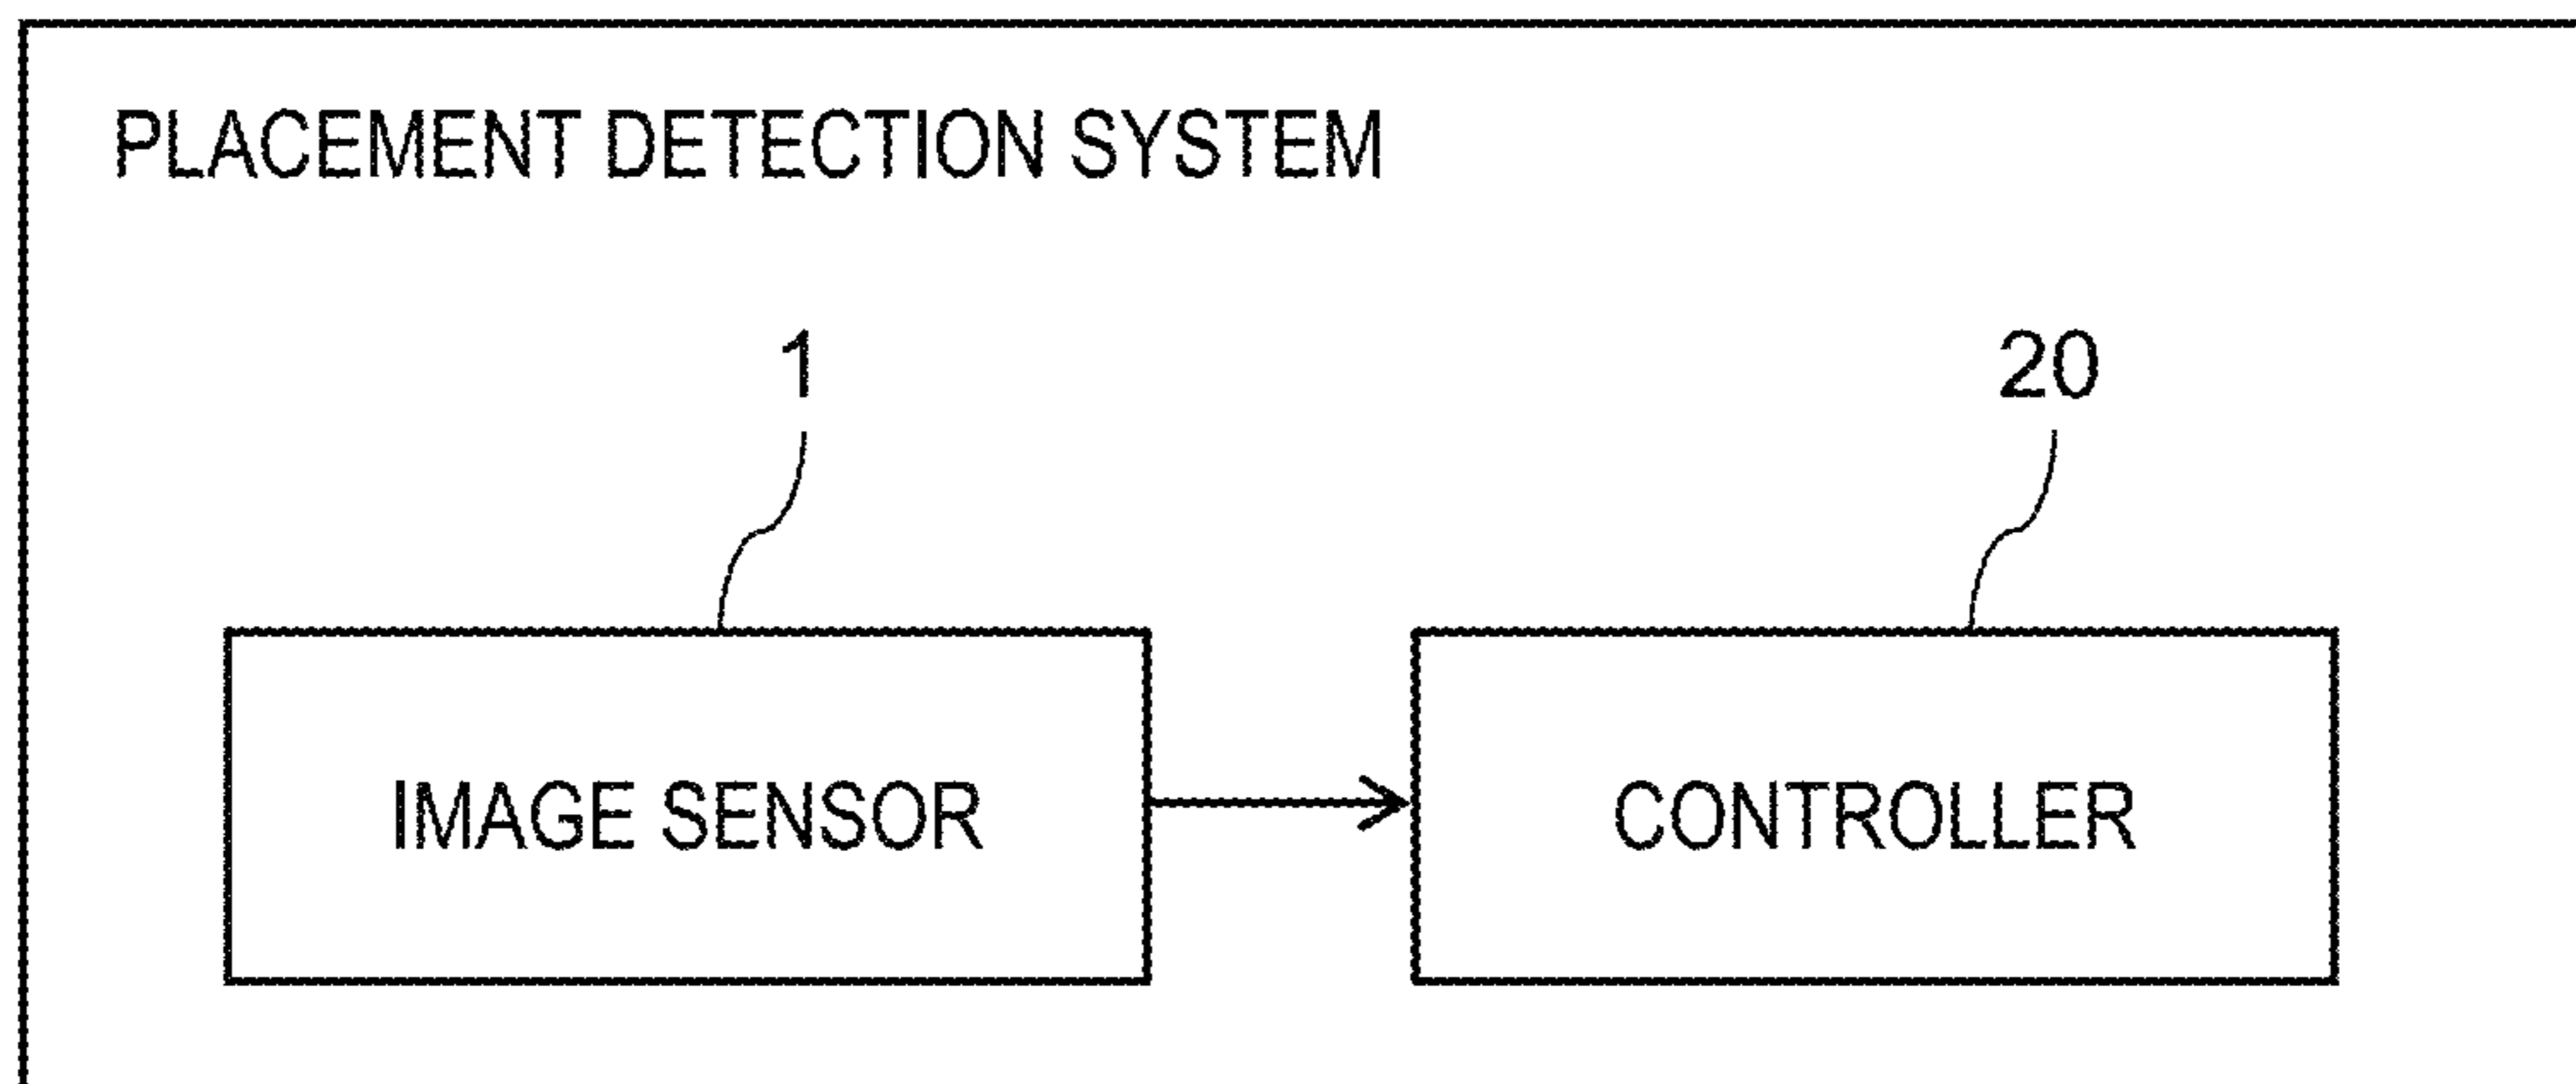 PLACEMENT DETECTION SYSTEM
1
20
IMAGE SENSOR
CONTROLLER